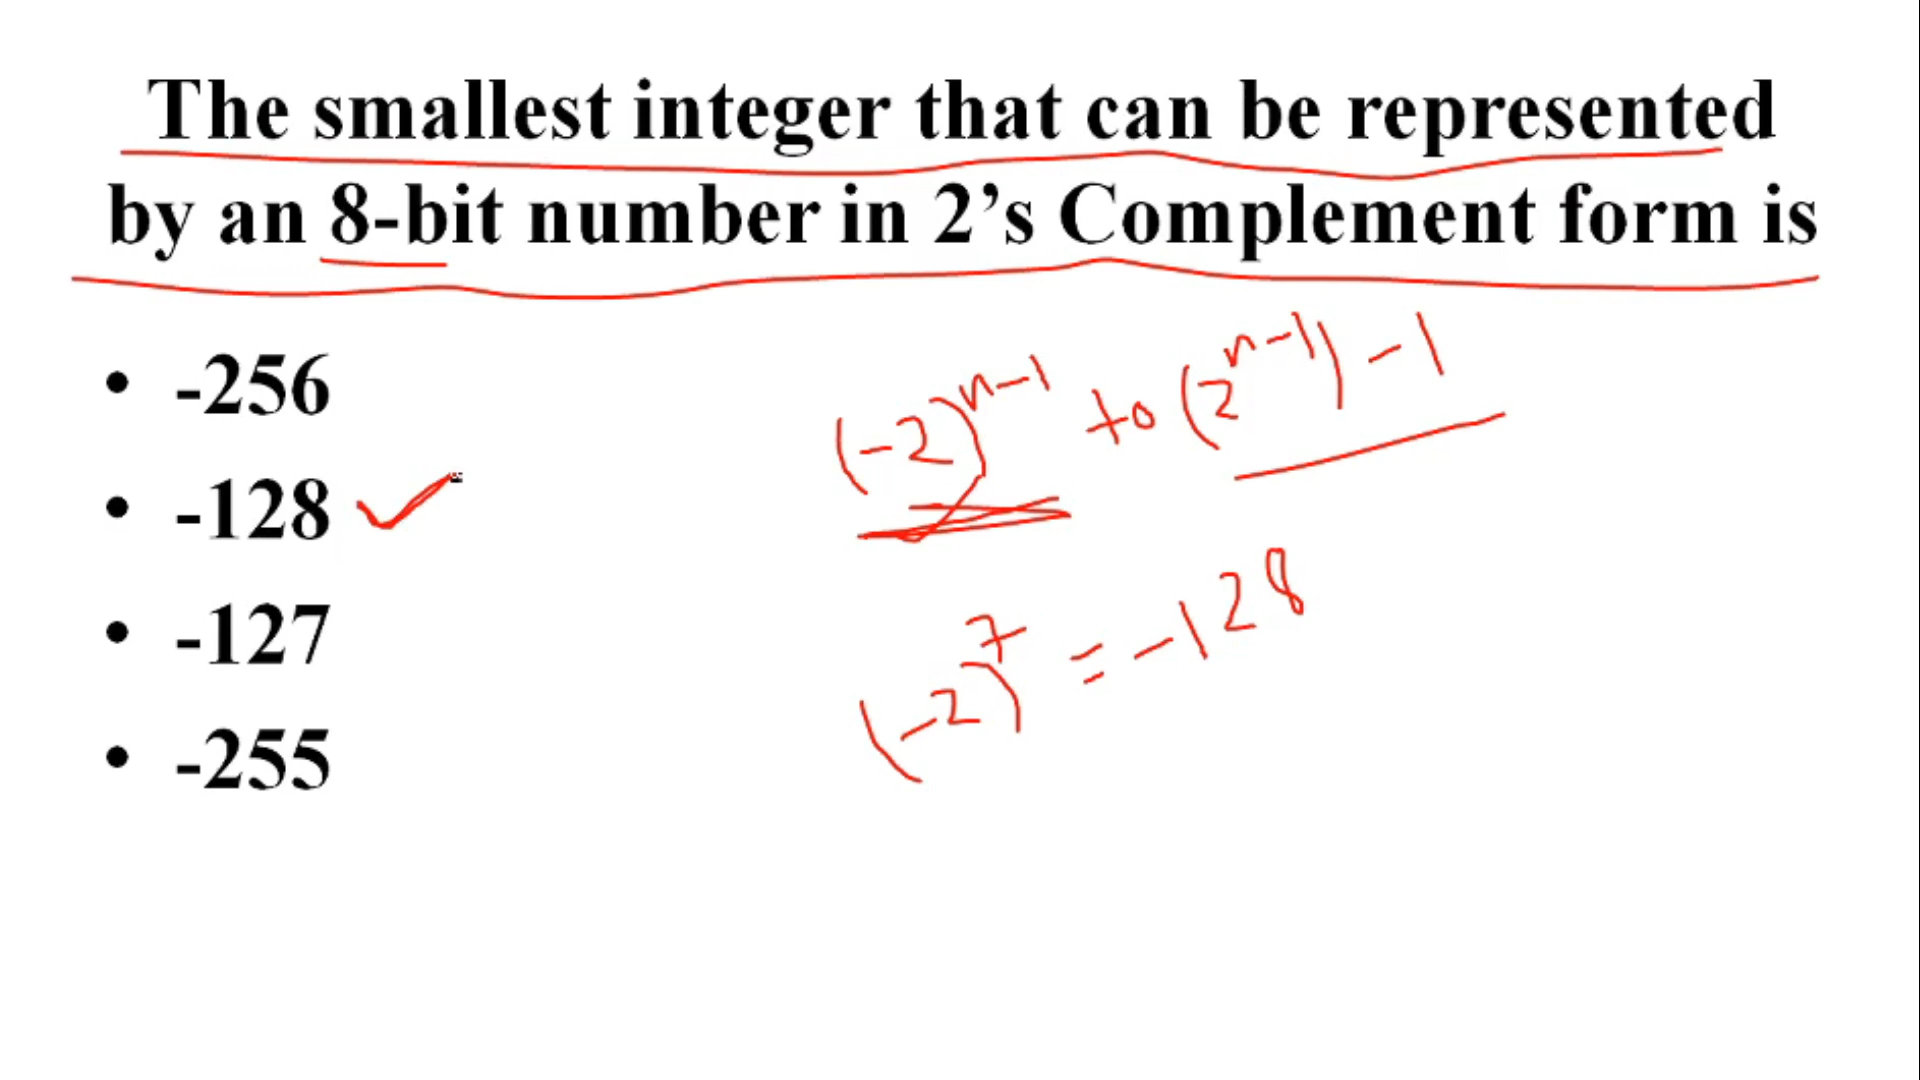 The smallest integer that can be represented
by an 8-bit number in 2’s Complement form is
• -256
• -128
• -127
• -255
(-2)^{n-1} to (2^{n-1})-1
(-2)^7 = -128